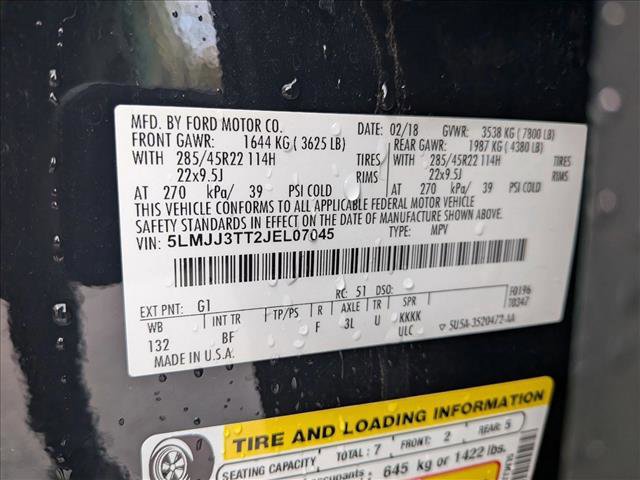 MFD. BY FORD MOTOR CO.
DATE: 02/18 GVWR: 3538 KG ( 7800 LB)
FRONT GAWR: 1644 KG ( 3625 LB) REAR GAWR: 1987 KG ( 4380 LB)
WITH 285/45R22 114H TIRES WITH 285/45R22 114H TIRES
22x9.5J RIMS 22x9.5J RIMS
AT 270 kPa/ 39 PSI COLD AT 270 kPa/ 39 PSI COLD
THIS VEHICLE CONFORMS TO ALL APPLICABLE FEDERAL MOTOR VEHICLE
SAFETY STANDARDS IN EFFECT ON THE DATE OF MANUFACTURE SHOWN ABOVE.
VIN: 5LMJJ3TT2JEL07045 TYPE: MPV
F0196
EXT PNT: G1 RC: 51 DSO: T0347
WB INT TR TP/PS R AXLE TR SPR
132 BF F 3L U KKKK
MADE IN U.S.A. ULC ▽ 5U5A-3520472-AA
TIRE AND LOADING INFORMATION
SEATING CAPACITY TOTAL: 7 FRONT: 2 REAR: 5
645 kg or 1422 lbs.